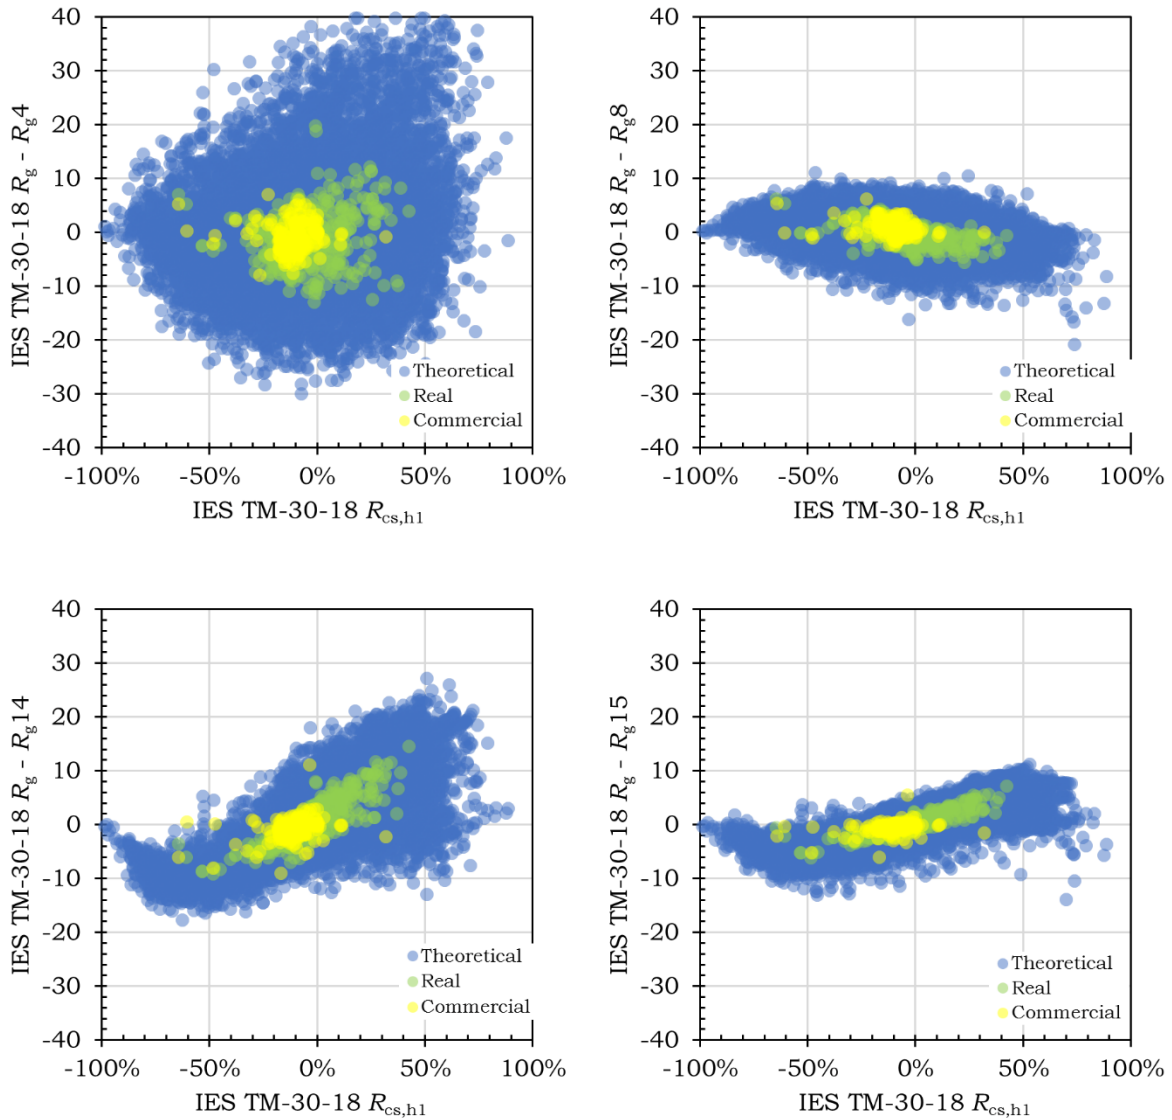 40
30
20
10
0
-10
-20
-30
-40
IES TM-30-18 Rg - Rg4
Theoretical
Real
Commercial
-100% -50% 0% 50% 100%
IES TM-30-18 Rcs,h1
40
30
20
10
0
-10
-20
-30
-40
IES TM-30-18 Rg - Rg8
Theoretical
Real
Commercial
-100% -50% 0% 50% 100%
IES TM-30-18 Rcs,h1
40
30
20
10
0
-10
-20
-30
-40
IES TM-30-18 Rg - Rg14
Theoretical
Real
Commercial
-100% -50% 0% 50% 100%
IES TM-30-18 Rcs,h1
40
30
20
10
0
-10
-20
-30
-40
IES TM-30-18 Rg - Rg15
Theoretical
Real
Commercial
-100% -50% 0% 50% 100%
IES TM-30-18 Rcs,h1